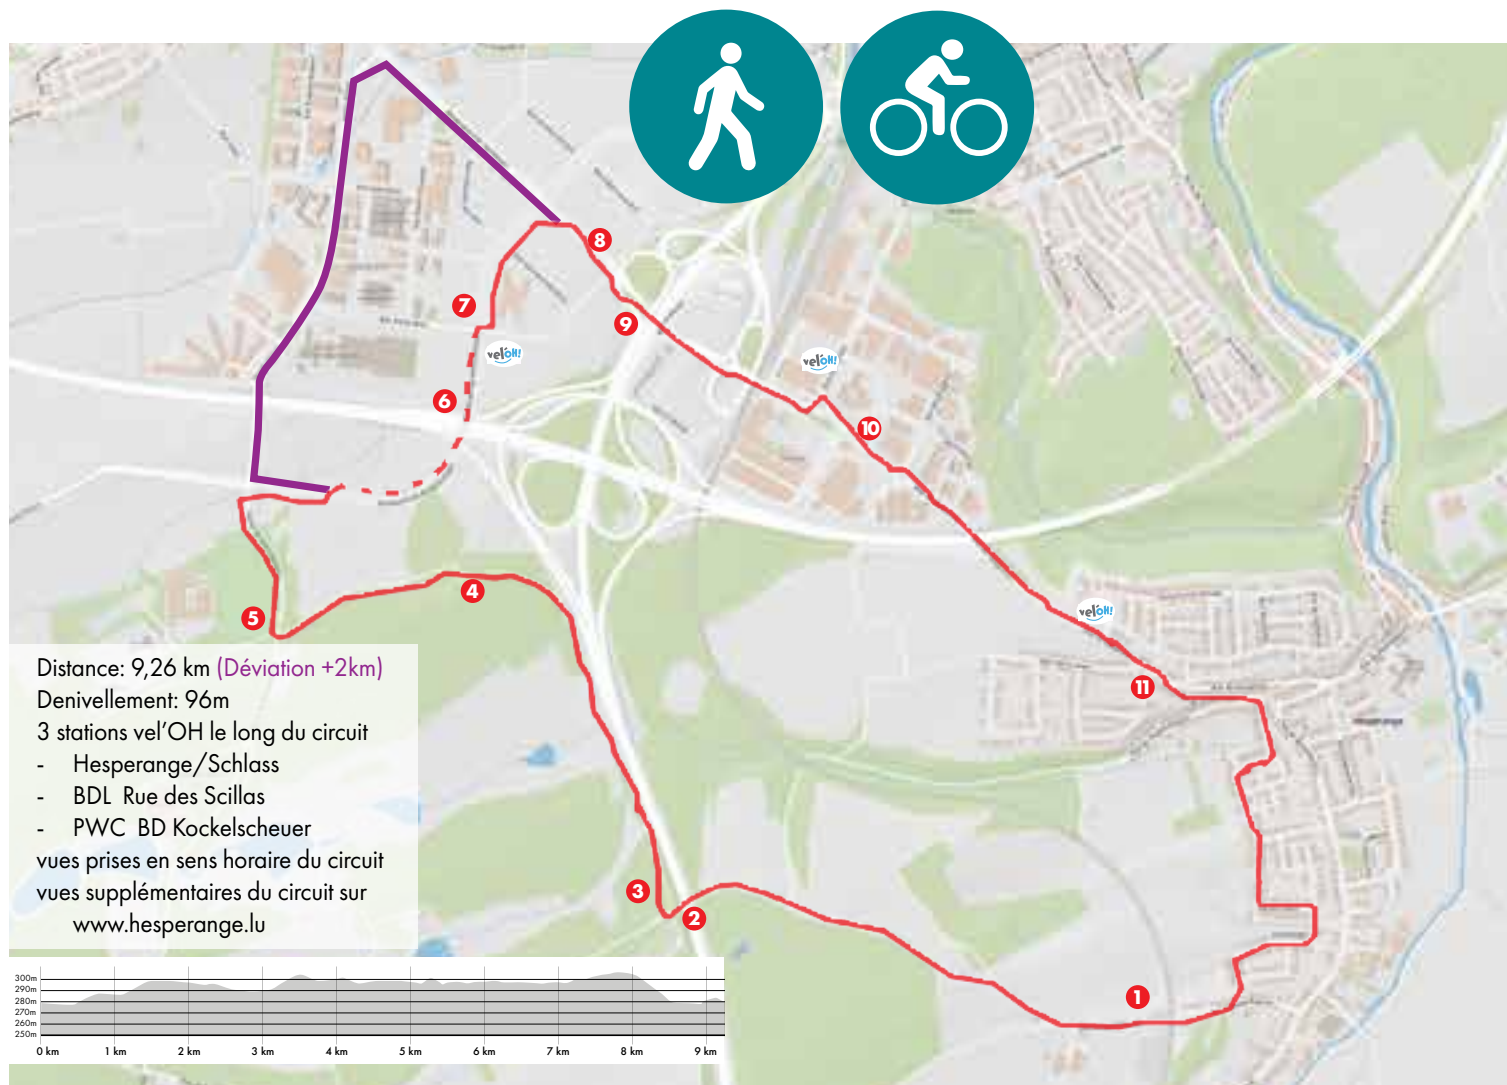 8
7
9
vel'OH!
vel'OH!
6
10
4
5
vel'OH!
11
Distance: 9,26 km (Déviation +2km)
Denivellement: 96m
3 stations vel’OH le long du circuit
- Hesperange/Schlass
- BDL Rue des Scillas
- PWC BD Kockelscheuer
vues prises en sens horaire du circuit
vues supplémentaires du circuit sur
www.hesperange.lu
3
2
1
300m
290m
280m
270m
260m
250m
0 km 1 km 2 km 3 km 4 km 5 km 6 km 7 km 8 km 9 km